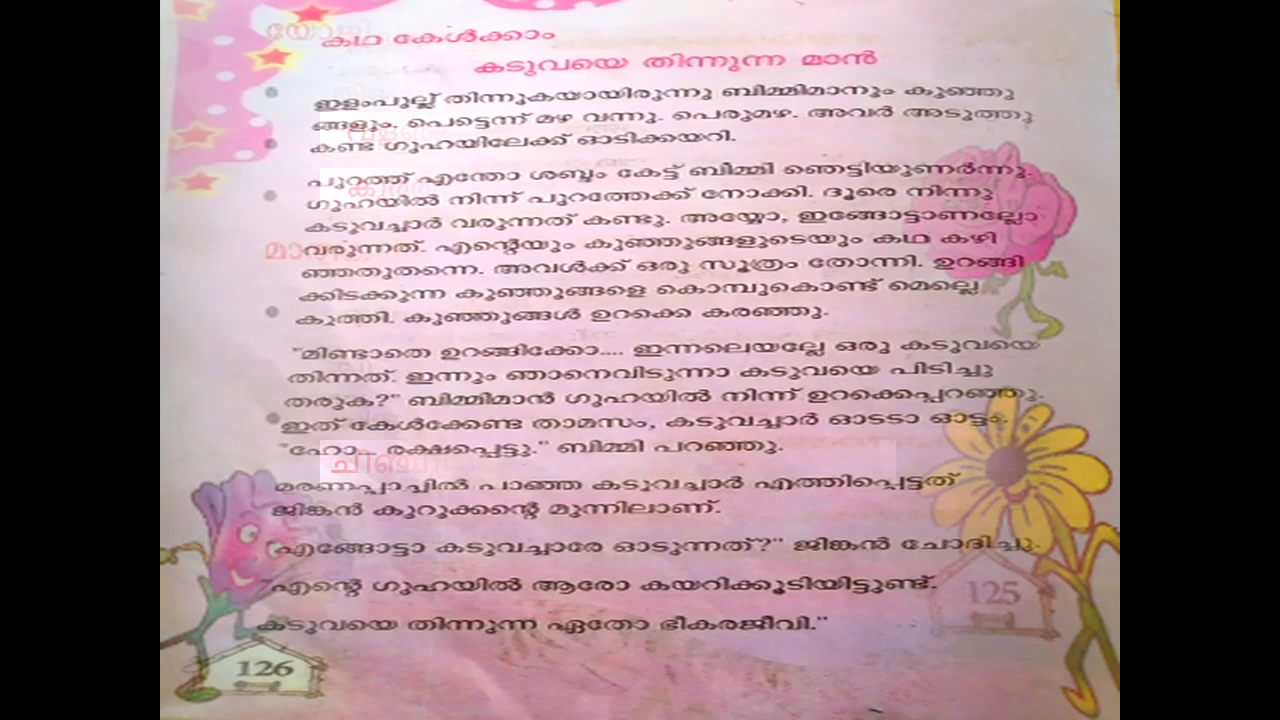 കഥ കേൾക്കാം
കടുവയെ തിന്നുന്ന മാൻ
ഇളംപുല്ല് തിന്നുകയായിരുന്നു ബിമ്മിമാനും കുഞ്ഞു
ങ്ങളും. പെട്ടെന്ന് മഴ വന്നു. പെരുമഴ. അവർ അടുത്തു
കണ്ട ഗുഹയിലേക്ക് ഓടിക്കയറി.
പുറത്ത് എന്തോ ശബ്ദം കേട്ട് ബിമ്മി ഞെട്ടിയുണർന്നു.
ഗുഹയിൽ നിന്ന് പുറത്തേക്ക് നോക്കി. ദൂരെ നിന്നു
കടുവച്ചാർ വരുന്നത് കണ്ടു. അയ്യോ, ഇങ്ങോട്ടാണല്ലോ
വരുന്നത്. എന്റെയും കുഞ്ഞുങ്ങളുടെയും കഥ കഴി
ഞ്ഞതുതന്നെ. അവൾക്ക് ഒരു സൂത്രം തോന്നി. ഉറങ്ങി
ക്കിടക്കുന്ന കുഞ്ഞുങ്ങളെ കൊമ്പുകൊണ്ട് മെല്ലെ
കുത്തി. കുഞ്ഞുങ്ങൾ ഉറക്കെ കരഞ്ഞു.
"മിണ്ടാതെ ഉറങ്ങിക്കോ.... ഇന്നലെയല്ലേ ഒരു കടുവയെ
തിന്നത്. ഇന്നും ഞാനെവിടുന്നാ കടുവയെ പിടിച്ചു
തരുക?" ബിമ്മിമാൻ ഗുഹയിൽ നിന്ന് ഉറക്കെപ്പറഞ്ഞു.
ഇത് കേൾക്കേണ്ട താമസം, കടുവച്ചാർ ഓടടാ ഓട്ടം.
"ഹോ... രക്ഷപ്പെട്ടു." ബിമ്മി പറഞ്ഞു.
മരണപ്പാച്ചിൽ പാഞ്ഞ കടുവച്ചാർ എത്തിപ്പെട്ടത്
ജിങ്കൻ കുറുക്കന്റെ മുന്നിലാണ്.
"എങ്ങോട്ടാ കടുവച്ചാരേ ഓടുന്നത്?" ജിങ്കൻ ചോദിച്ചു.
"എന്റെ ഗുഹയിൽ ആരോ കയറിക്കൂടിയിട്ടുണ്ട്.
കടുവയെ തിന്നുന്ന ഏതോ ഭീകരജീവി."
125
126